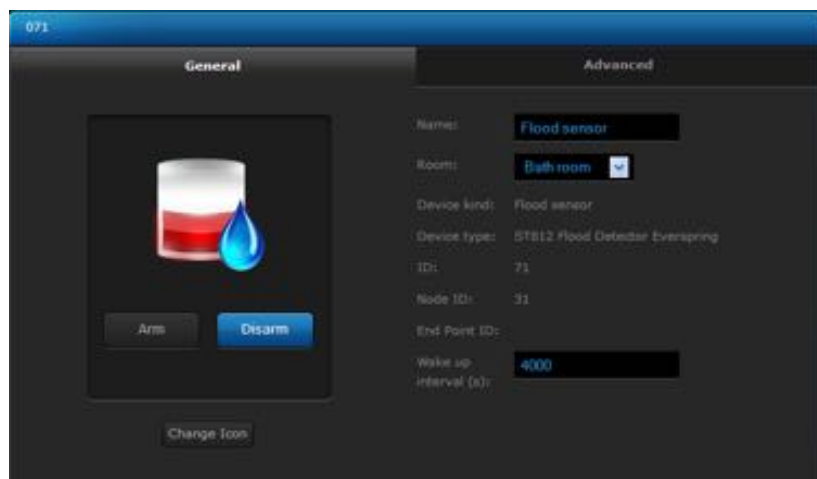 071
General
Advanced
Name: Flood sensor
Room: Bath room
Device kind: Flood sensor
Device type: ST812 Flood Detector Everspring
ID: 71
Node ID: 31
End Point ID:
Wake up
interval (s): 4000
Arm
Disarm
Change Icon